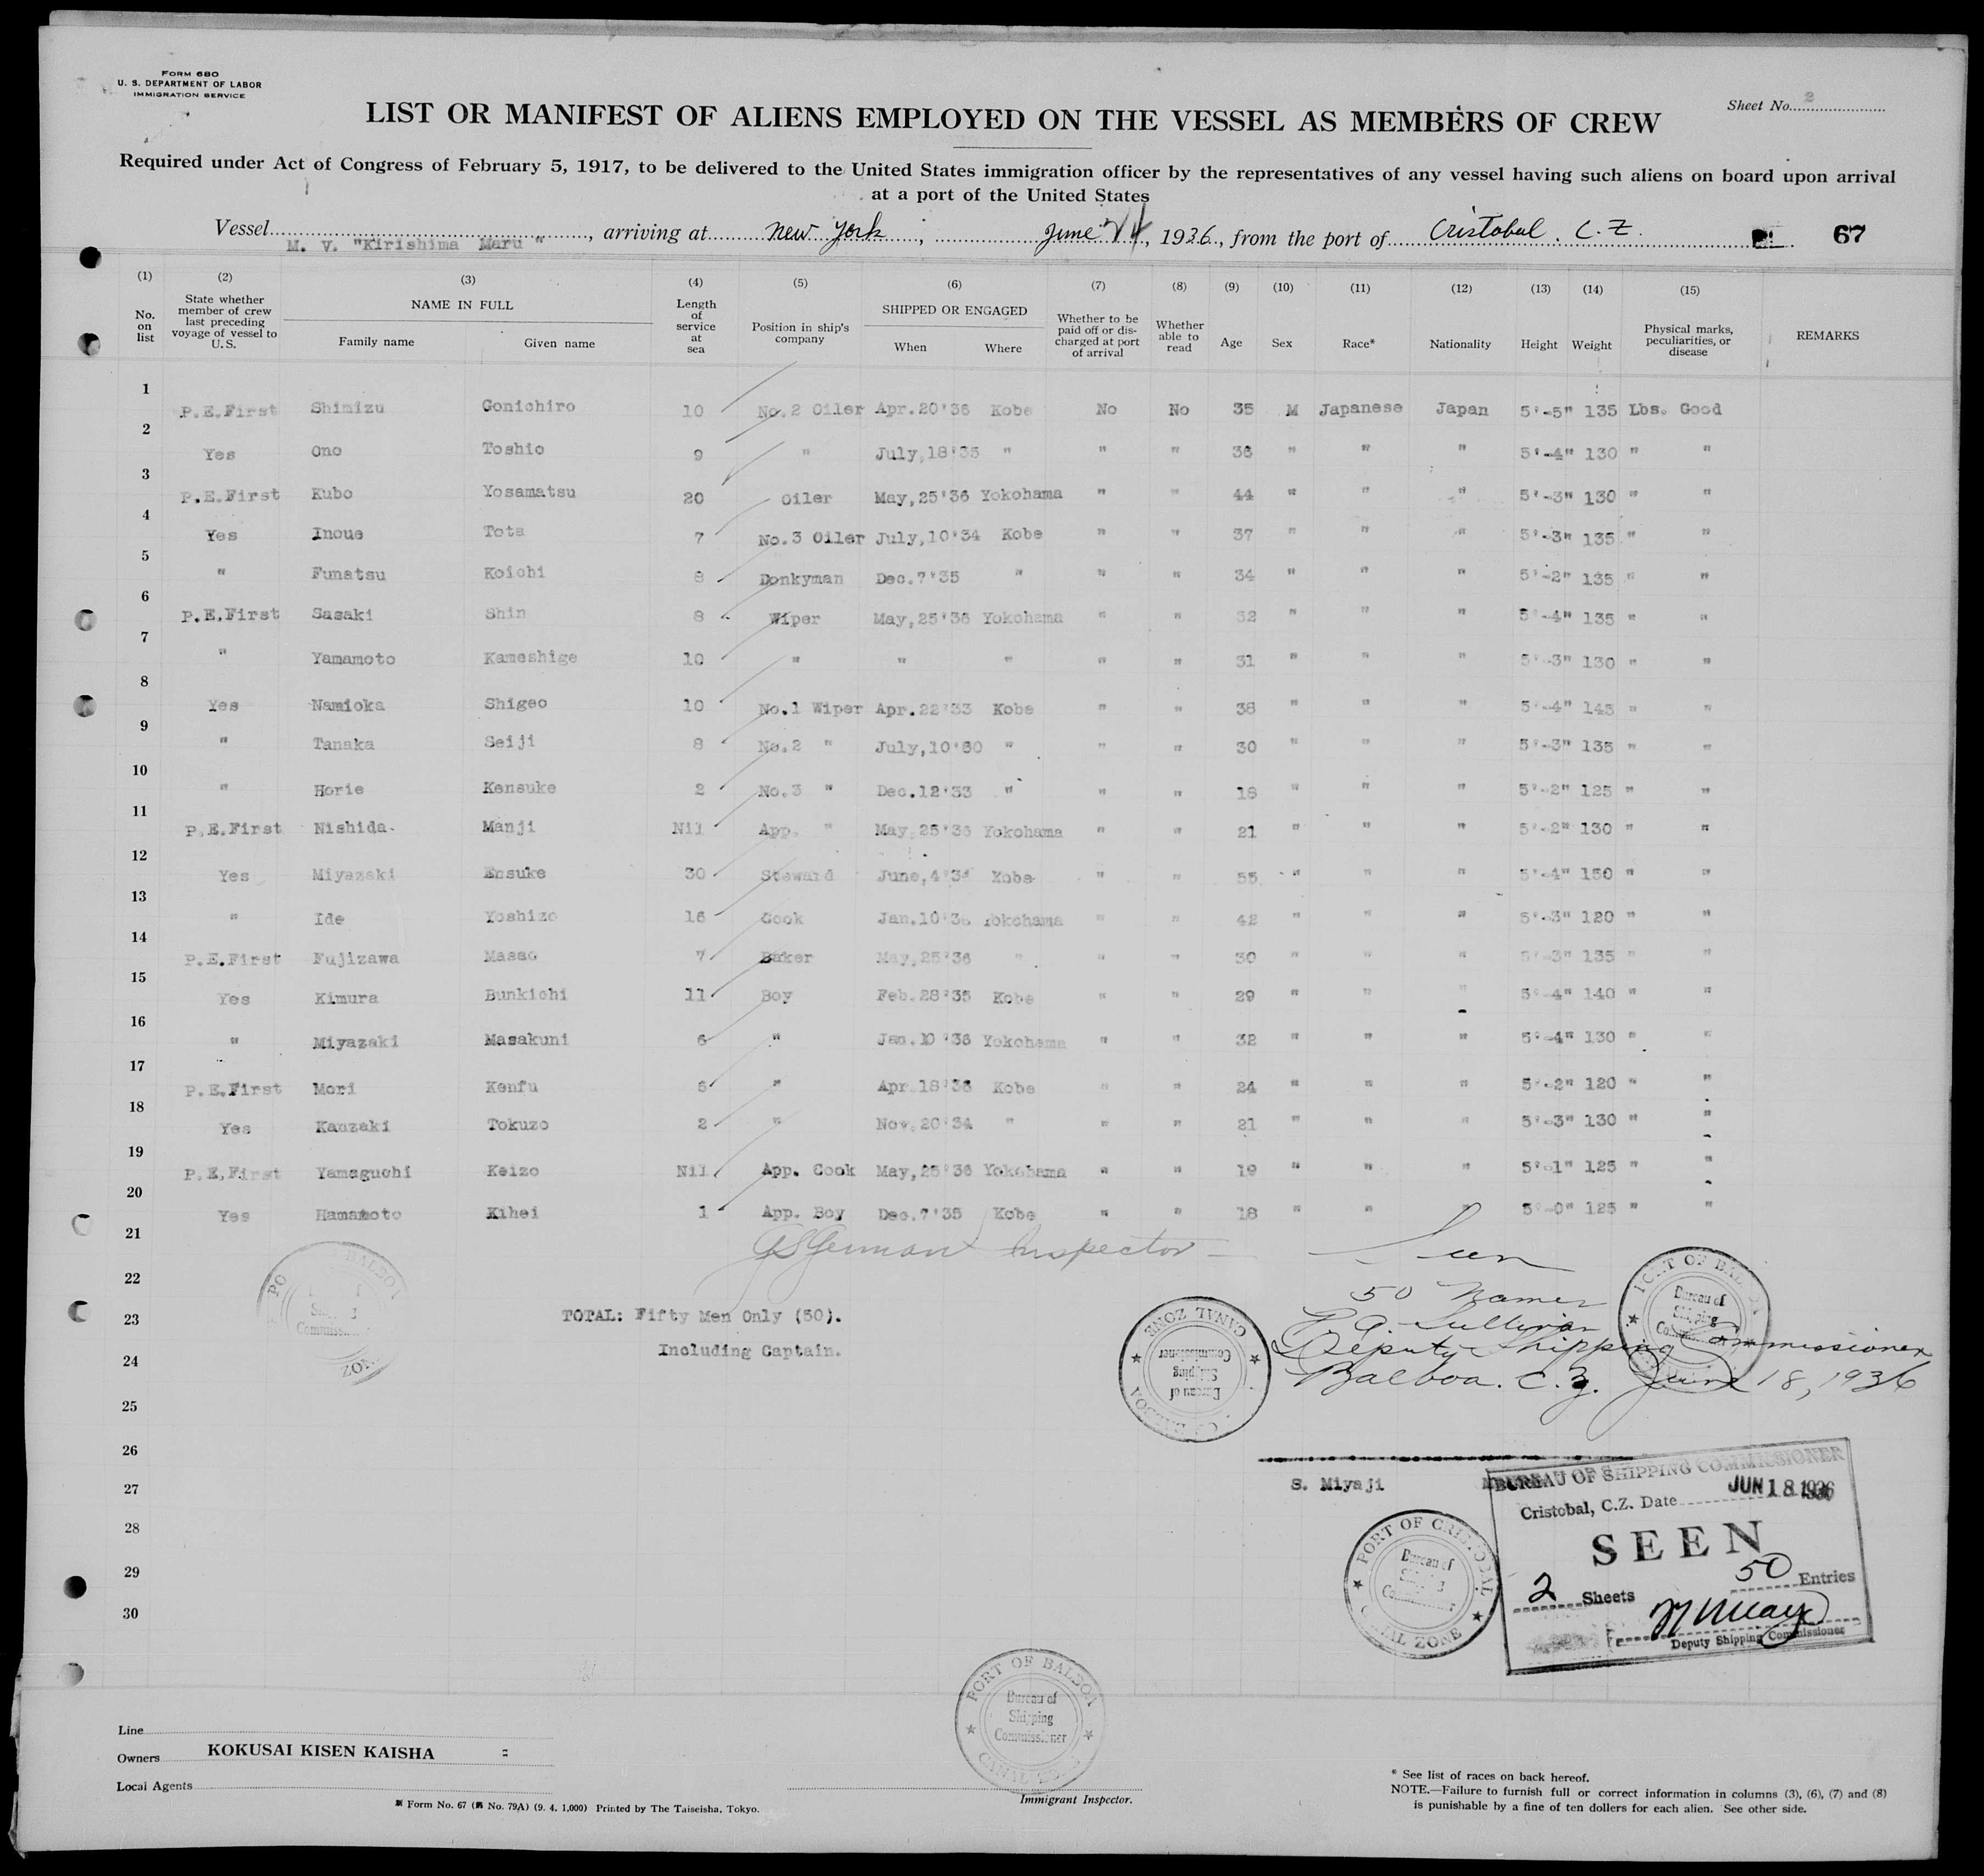 FORM 680
U. S. DEPARTMENT OF LABOR
IMMIGRATION SERVICE
Sheet No. 2
LIST OR MANIFEST OF ALIENS EMPLOYED ON THE VESSEL AS MEMBERS OF CREW
Required under Act of Congress of February 5, 1917, to be delivered to the United States immigration officer by the representatives of any vessel having such aliens on board upon arrival
at a port of the United States
Vessel M. V. "Kirishima Maru", arriving at New York, June 24, 1936, from the port of Cristobal. C.Z. 67
(1) (2) (3) (4) (5) (6) (7) (8) (9) (10) (11) (12) (13) (14) (15)
No. on list
State whether member of crew last preceding voyage of vessel to U.S.
NAME IN FULL
Family name Given name
Length of service at sea
Position in ship's company
SHIPPED OR ENGAGED
When Where
Whether to be paid off or discharged at port of arrival
Whether able to read
Age Sex Race* Nationality Height Weight
Physical marks, peculiarities, or disease
REMARKS
1 P.E.First Shimizu Gonichiro 10 No.2 Oiler Apr.20'36 Kobe No No 35 M Japanese Japan 5'-5" 135 Lbs. Good
2 Yes Ono Toshio 9 " July,18'35 " " " 36 " " " 5'-4" 130 " "
3 P.E.First Kubo Yosamatsu 20 Oiler May,25'36 Yokohama " " 44 " " " 5'-3" 130 " "
4 Yes Inoue Tota 7 No.3 Oiler July,10'34 Kobe " " 37 " " " 5'-3" 135 " "
5 " Funatsu Koichi 8 Donkyman Dec.7'35 " " " 34 " " " 5'-2" 135 " "
6 P.E.First Sasaki Shin 8 Wiper May,25'36 Yokohama " " 32 " " " 5'-4" 135 " "
7 " Yamamoto Kameshige 10 " " " " " 31 " " " 5'-3" 130 " "
8 Yes Namioka Shigeo 10 No.1 Wiper Apr.22'33 Kobe " " 38 " " " 5'-4" 145 " "
9 " Tanaka Seiji 8 No.2 " July,10'30 " " " 30 " " " 5'-3" 135 " "
10 " Horie Kensuke 2 No.3 " Dec.12'33 " " " 18 " " " 5'-2" 125 " "
11 P.E.First Nishida Manji Nil App. " May,25'36 Yokohama " " 21 " " " 5'-2" 130 " "
12 Yes Miyazaki Ensuke 30 Steward June,4'34 Kobe " " 55 " " " 5'-4" 150 " "
13 " Ide Yoshizo 16 Cook Jan.10'36 Yokohama " " 42 " " " 5'-3" 120 " "
14 P.E.First Fujizawa Masao 7 Baker May,25'36 " " " 30 " " " 5'-3" 135 " "
15 Yes Kimura Bunkichi 11 Boy Feb.28'35 Kobe " " 29 " " " 5'-4" 140 " "
16 " Miyazaki Masakuni 6 " Jan.10'36 Yokohama " " 32 " " " 5'-4" 130 " "
17 P.E.First Mori Kenfu 5 " Apr.18'36 Kobe " " 24 " " " 5'-2" 120 " "
18 Yes Kanzaki Tokuzo 2 " Nov.20'34 " " " 21 " " " 5'-3" 130 " "
19 P.E.First Yamaguchi Keizo Nil App. Cook May,25'36 Yokohama " " 19 " " " 5'-1" 125 " "
20 Yes Hamamoto Kihei 1 App. Boy Dec.7'35 Kobe " " 18 " " " 5'-0" 125 " "
21 Inspector Seen
22 50 Names
23 TOTAL: Fifty Men Only (50). Sullivan
24 Including Captain. Deputy Shipping Commissioner
25 Balboa. C.Z. June 18, 1936
PORT OF BALBOA CANAL ZONE Bureau of Shipping Commissioner
26
27 S. Miyaji
28
29
30
BUREAU OF SHIPPING COMMISSIONER
Cristobal, C.Z. Date JUN 18 1936
SEEN
2 Sheets 50 Entries
Deputy Shipping Commissioner
PORT OF CRISTOBAL CANAL ZONE Bureau of Shipping Commissioner
PORT OF BALBOA CANAL ZONE Bureau of Shipping Commissioner
Line
Owners KOKUSAI KISEN KAISHA
Local Agents
Form No. 67 (No. 79A) (9. 4. 1,000) Printed by The Taiseisha, Tokyo.
Immigrant Inspector.
* See list of races on back hereof.
NOTE.—Failure to furnish full or correct information in columns (3), (6), (7) and (8)
is punishable by a fine of ten dollars for each alien. See other side.